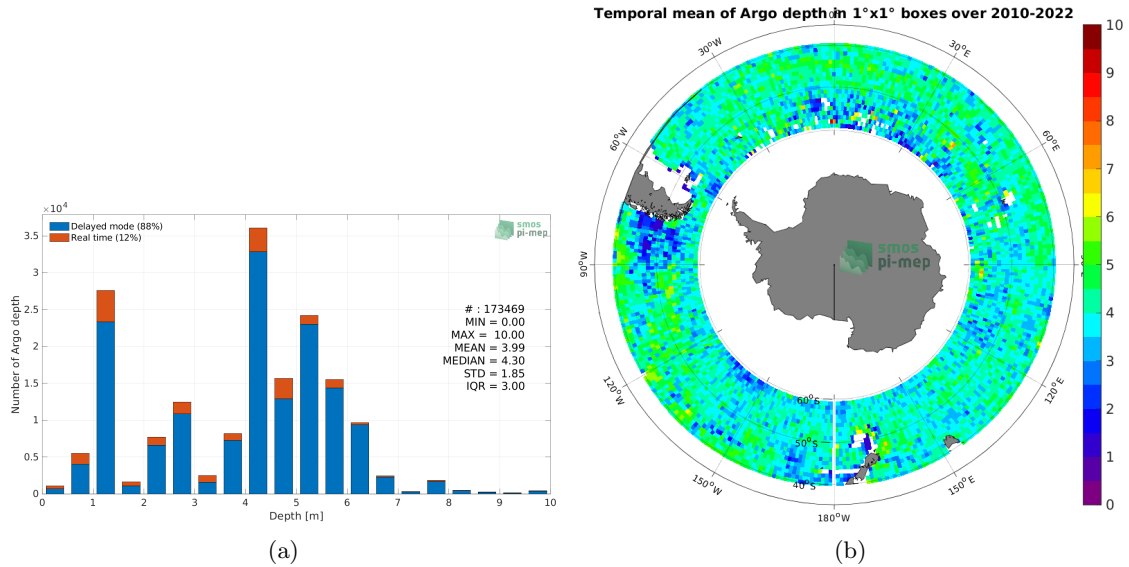 Temporal mean of Argo depth in 1°x1° boxes over 2010-2022
×10⁴
3.5
3
2.5
2
1.5
1
0.5
0
Number of Argo depth
Delayed mode (88%)
Real time (12%)
smos
pi-mep
# : 173469
MIN = 0.00
MAX = 10.00
MEAN = 3.99
MEDIAN = 4.30
STD = 1.85
IQR = 3.00
0 1 2 3 4 5 6 7 8 9 10
Depth [m]
(a)
30°W
30°E
60°W
60°E
90°W
120°W
120°E
150°W
150°E
180°W
60°S
50°S
40°S
smos
pi-mep
10
9
8
7
6
5
4
3
2
1
0
(b)